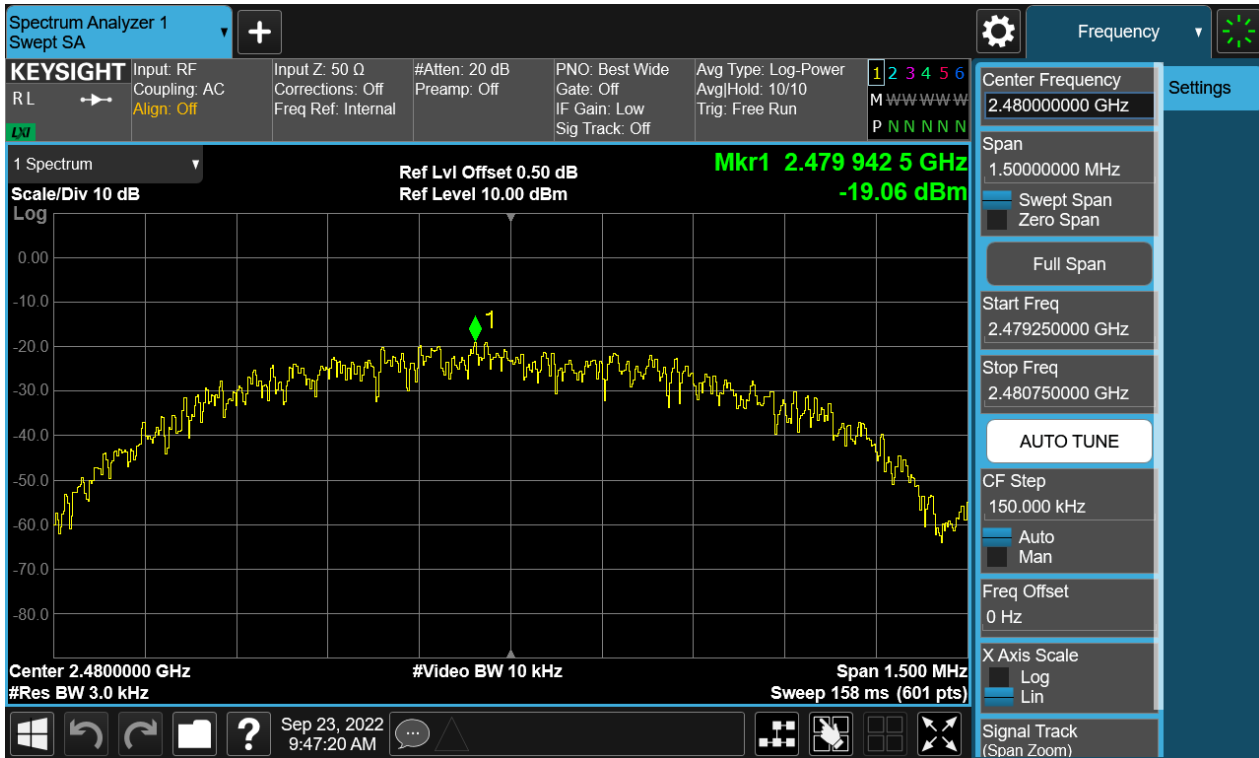 Spectrum Analyzer 1
Swept SA
+
Frequency
KEYSIGHT
R L
LXI
Input: RF
Coupling: AC
Align: Off
Input Z: 50 Ω
Corrections: Off
Freq Ref: Internal
#Atten: 20 dB
Preamp: Off
PNO: Best Wide
Gate: Off
IF Gain: Low
Sig Track: Off
Avg Type: Log-Power
Avg|Hold: 10/10
Trig: Free Run
1 2 3 4 5 6
M W W W W W
P N N N N N
1 Spectrum
Scale/Div 10 dB
Log
Ref Lvl Offset 0.50 dB
Ref Level 10.00 dBm
Mkr1 2.479 942 5 GHz
-19.06 dBm
1
0.00
-10.0
-20.0
-30.0
-40.0
-50.0
-60.0
-70.0
-80.0
Center 2.4800000 GHz
#Res BW 3.0 kHz
#Video BW 10 kHz
Span 1.500 MHz
Sweep 158 ms (601 pts)
Center Frequency
2.480000000 GHz
Settings
Span
1.50000000 MHz
Swept Span
Zero Span
Full Span
Start Freq
2.479250000 GHz
Stop Freq
2.480750000 GHz
AUTO TUNE
CF Step
150.000 kHz
Auto
Man
Freq Offset
0 Hz
X Axis Scale
Log
Lin
Signal Track
(Span Zoom)
?
Sep 23, 2022
9:47:20 AM